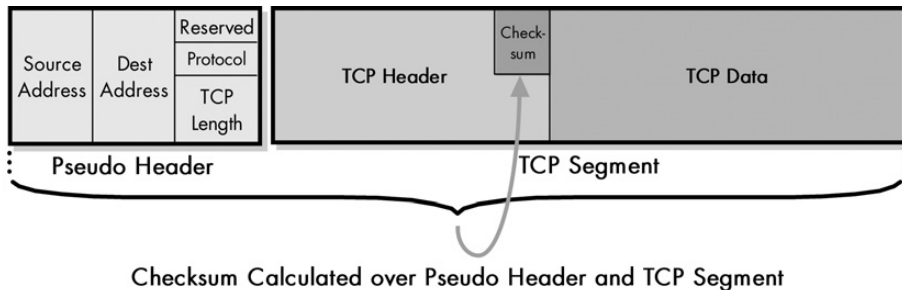 Source
Address
Dest
Address
Reserved
Protocol
TCP
Length
TCP Header
Check-
sum
TCP Data
Pseudo Header
TCP Segment
Checksum Calculated over Pseudo Header and TCP Segment